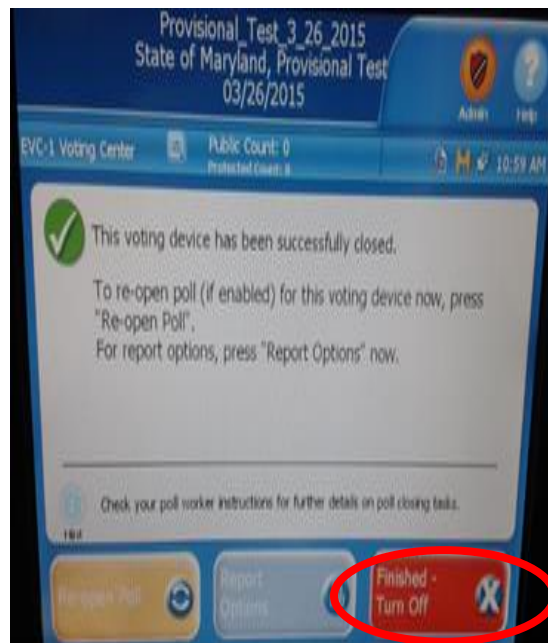 Provisional_Test_3_26_2015
State of Maryland, Provisional Test
03/26/2015
Admin
Help
EVC-1 Voting Center
Public Count: 0
Protected Count: 8
10:59 AM
This voting device has been successfully closed.
To re-open poll (if enabled) for this voting device now, press
"Re-open Poll".
For report options, press "Report Options" now.
Check your poll worker instructions for further details on poll closing tasks.
Re-open Poll
Report
Options
Finished -
Turn Off